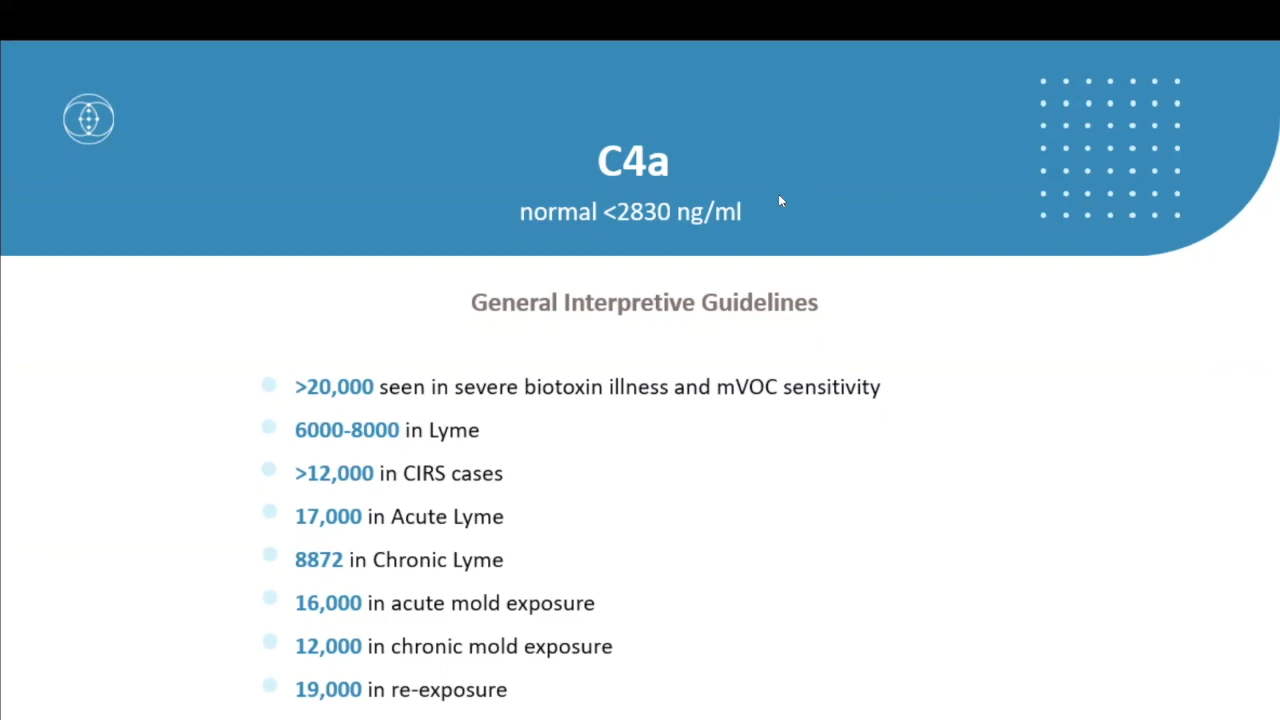 C4a
normal <2830 ng/ml
General Interpretive Guidelines
>20,000 seen in severe biotoxin illness and mVOC sensitivity
6000-8000 in Lyme
>12,000 in CIRS cases
17,000 in Acute Lyme
8872 in Chronic Lyme
16,000 in acute mold exposure
12,000 in chronic mold exposure
19,000 in re-exposure